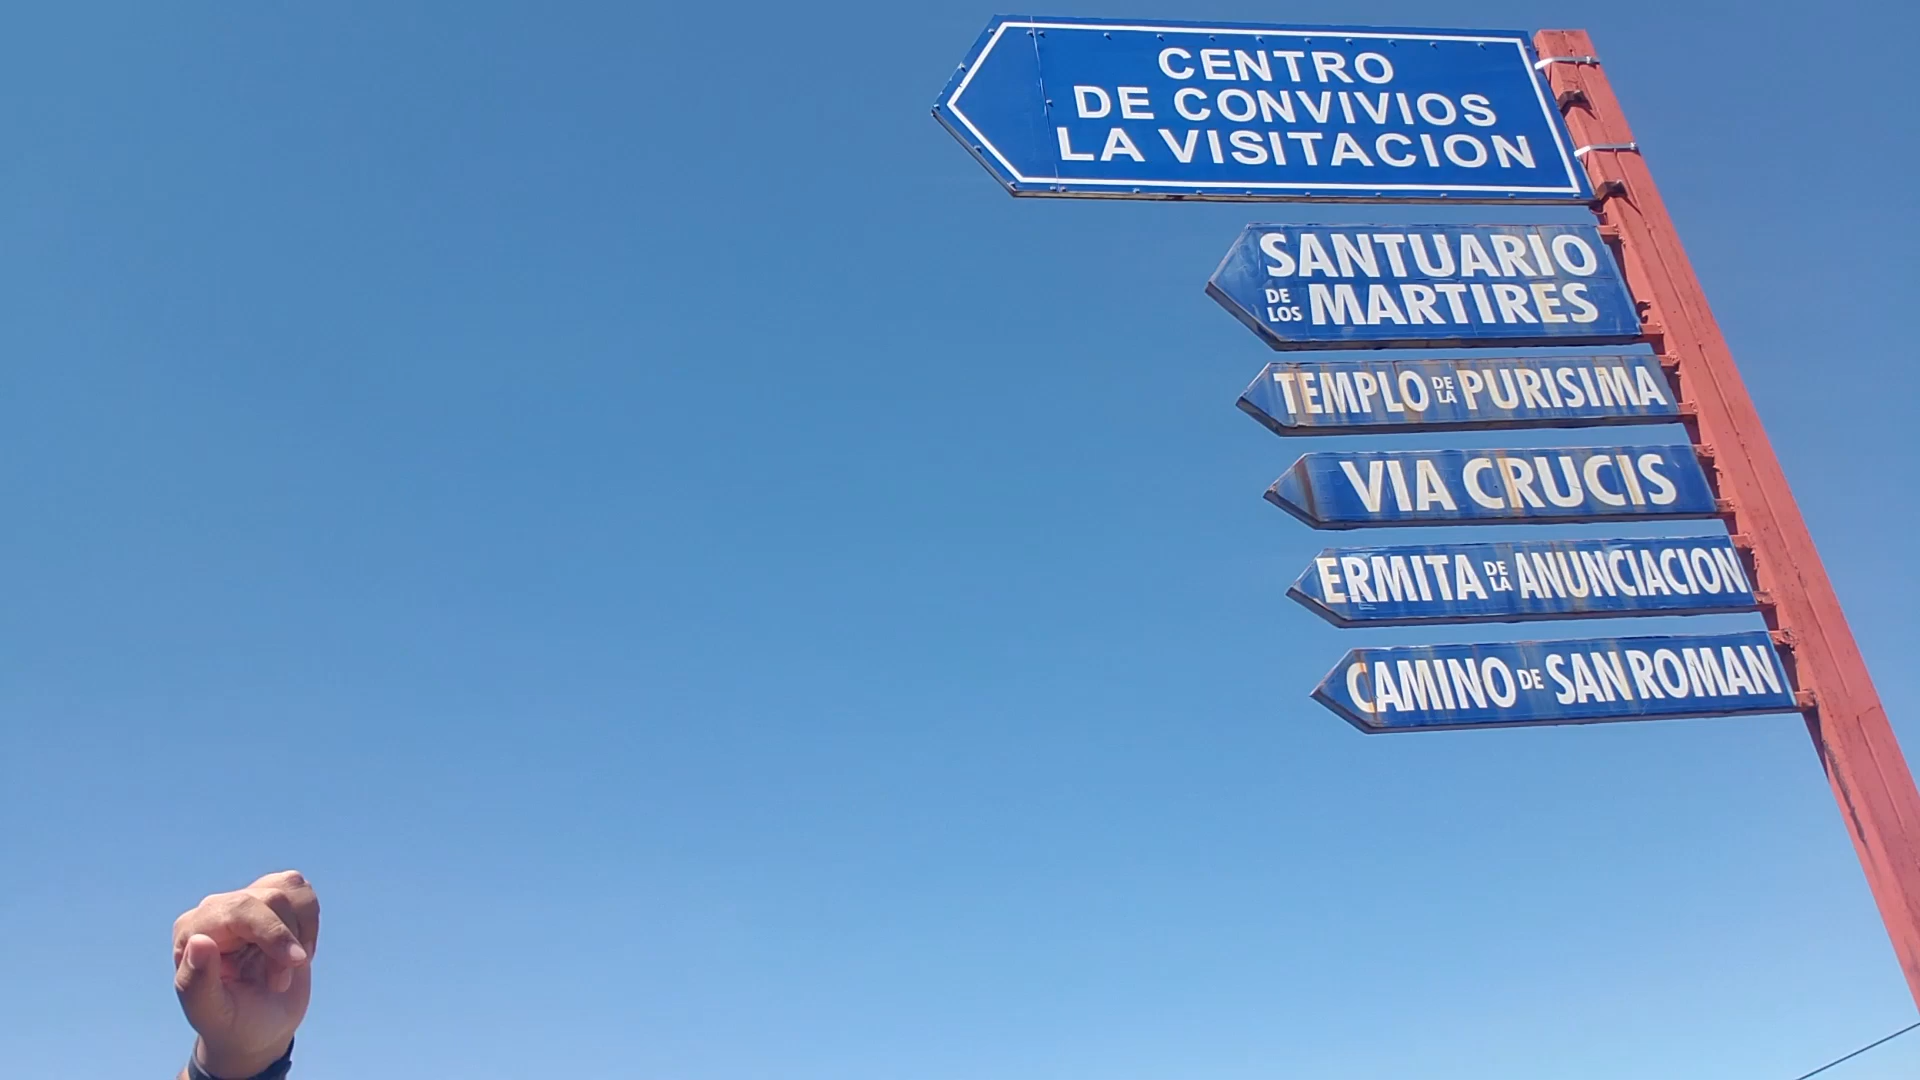 CENTRO
DE CONVIVIOS
LA VISITACION
SANTUARIO
DE LOS MARTIRES
TEMPLO DE LA PURISIMA
VIA CRUCIS
ERMITA DE LA ANUNCIACION
CAMINO DE SAN ROMAN